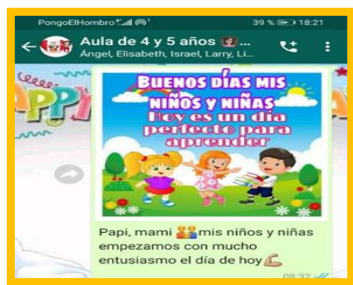 PongoElHombro
39 % 18:21
Aula de 4 y 5 años
Ángel, Elisabeth, Israel, Larry, Li...
BUENOS DÍAS MIS
NIÑOS Y NIÑAS
Hoy es un dia
perfecto para
aprender
Papi, mami mis niños y niñas
empezamos con mucho
entusiasmo el día de hoy
08:32